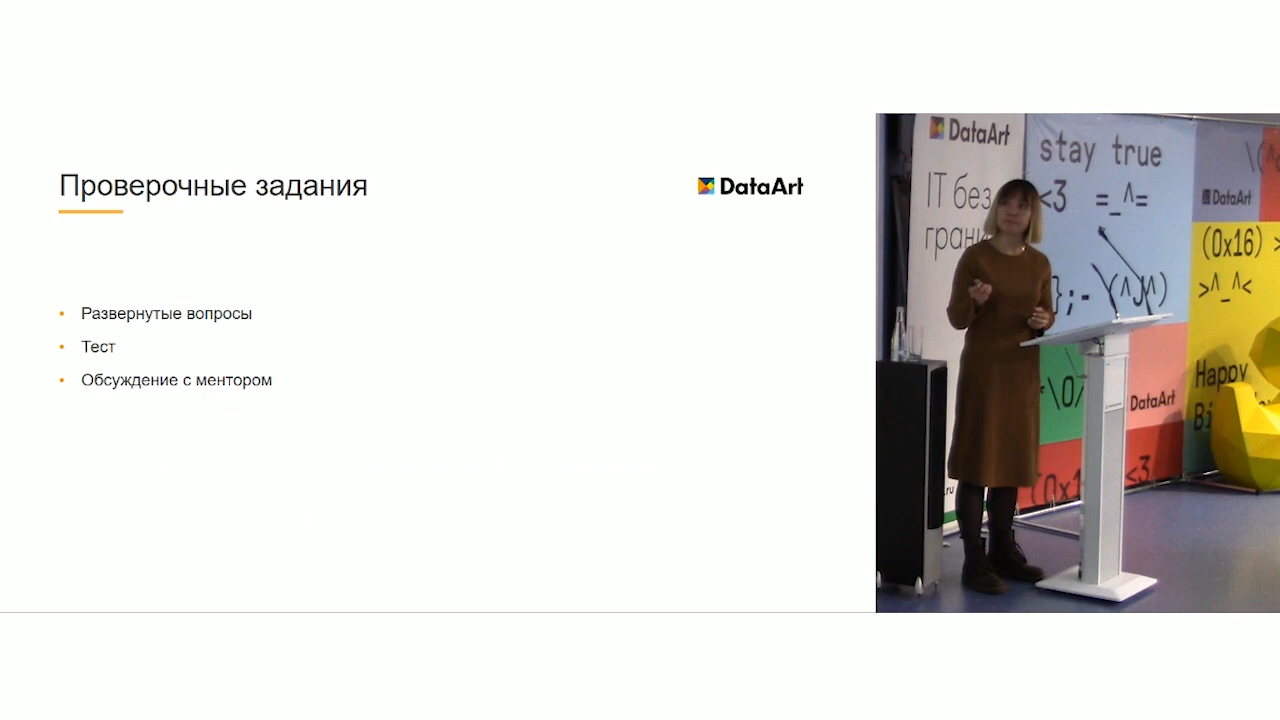 Проверочные задания
DataArt
• Развернутые вопросы
• Тест
• Обсуждение с ментором
DataArt
IT без
stay true
<3 =_^=
DataArt
(0x16) >
>^_^<
};- (^J^)
Happy
DataArt
<3